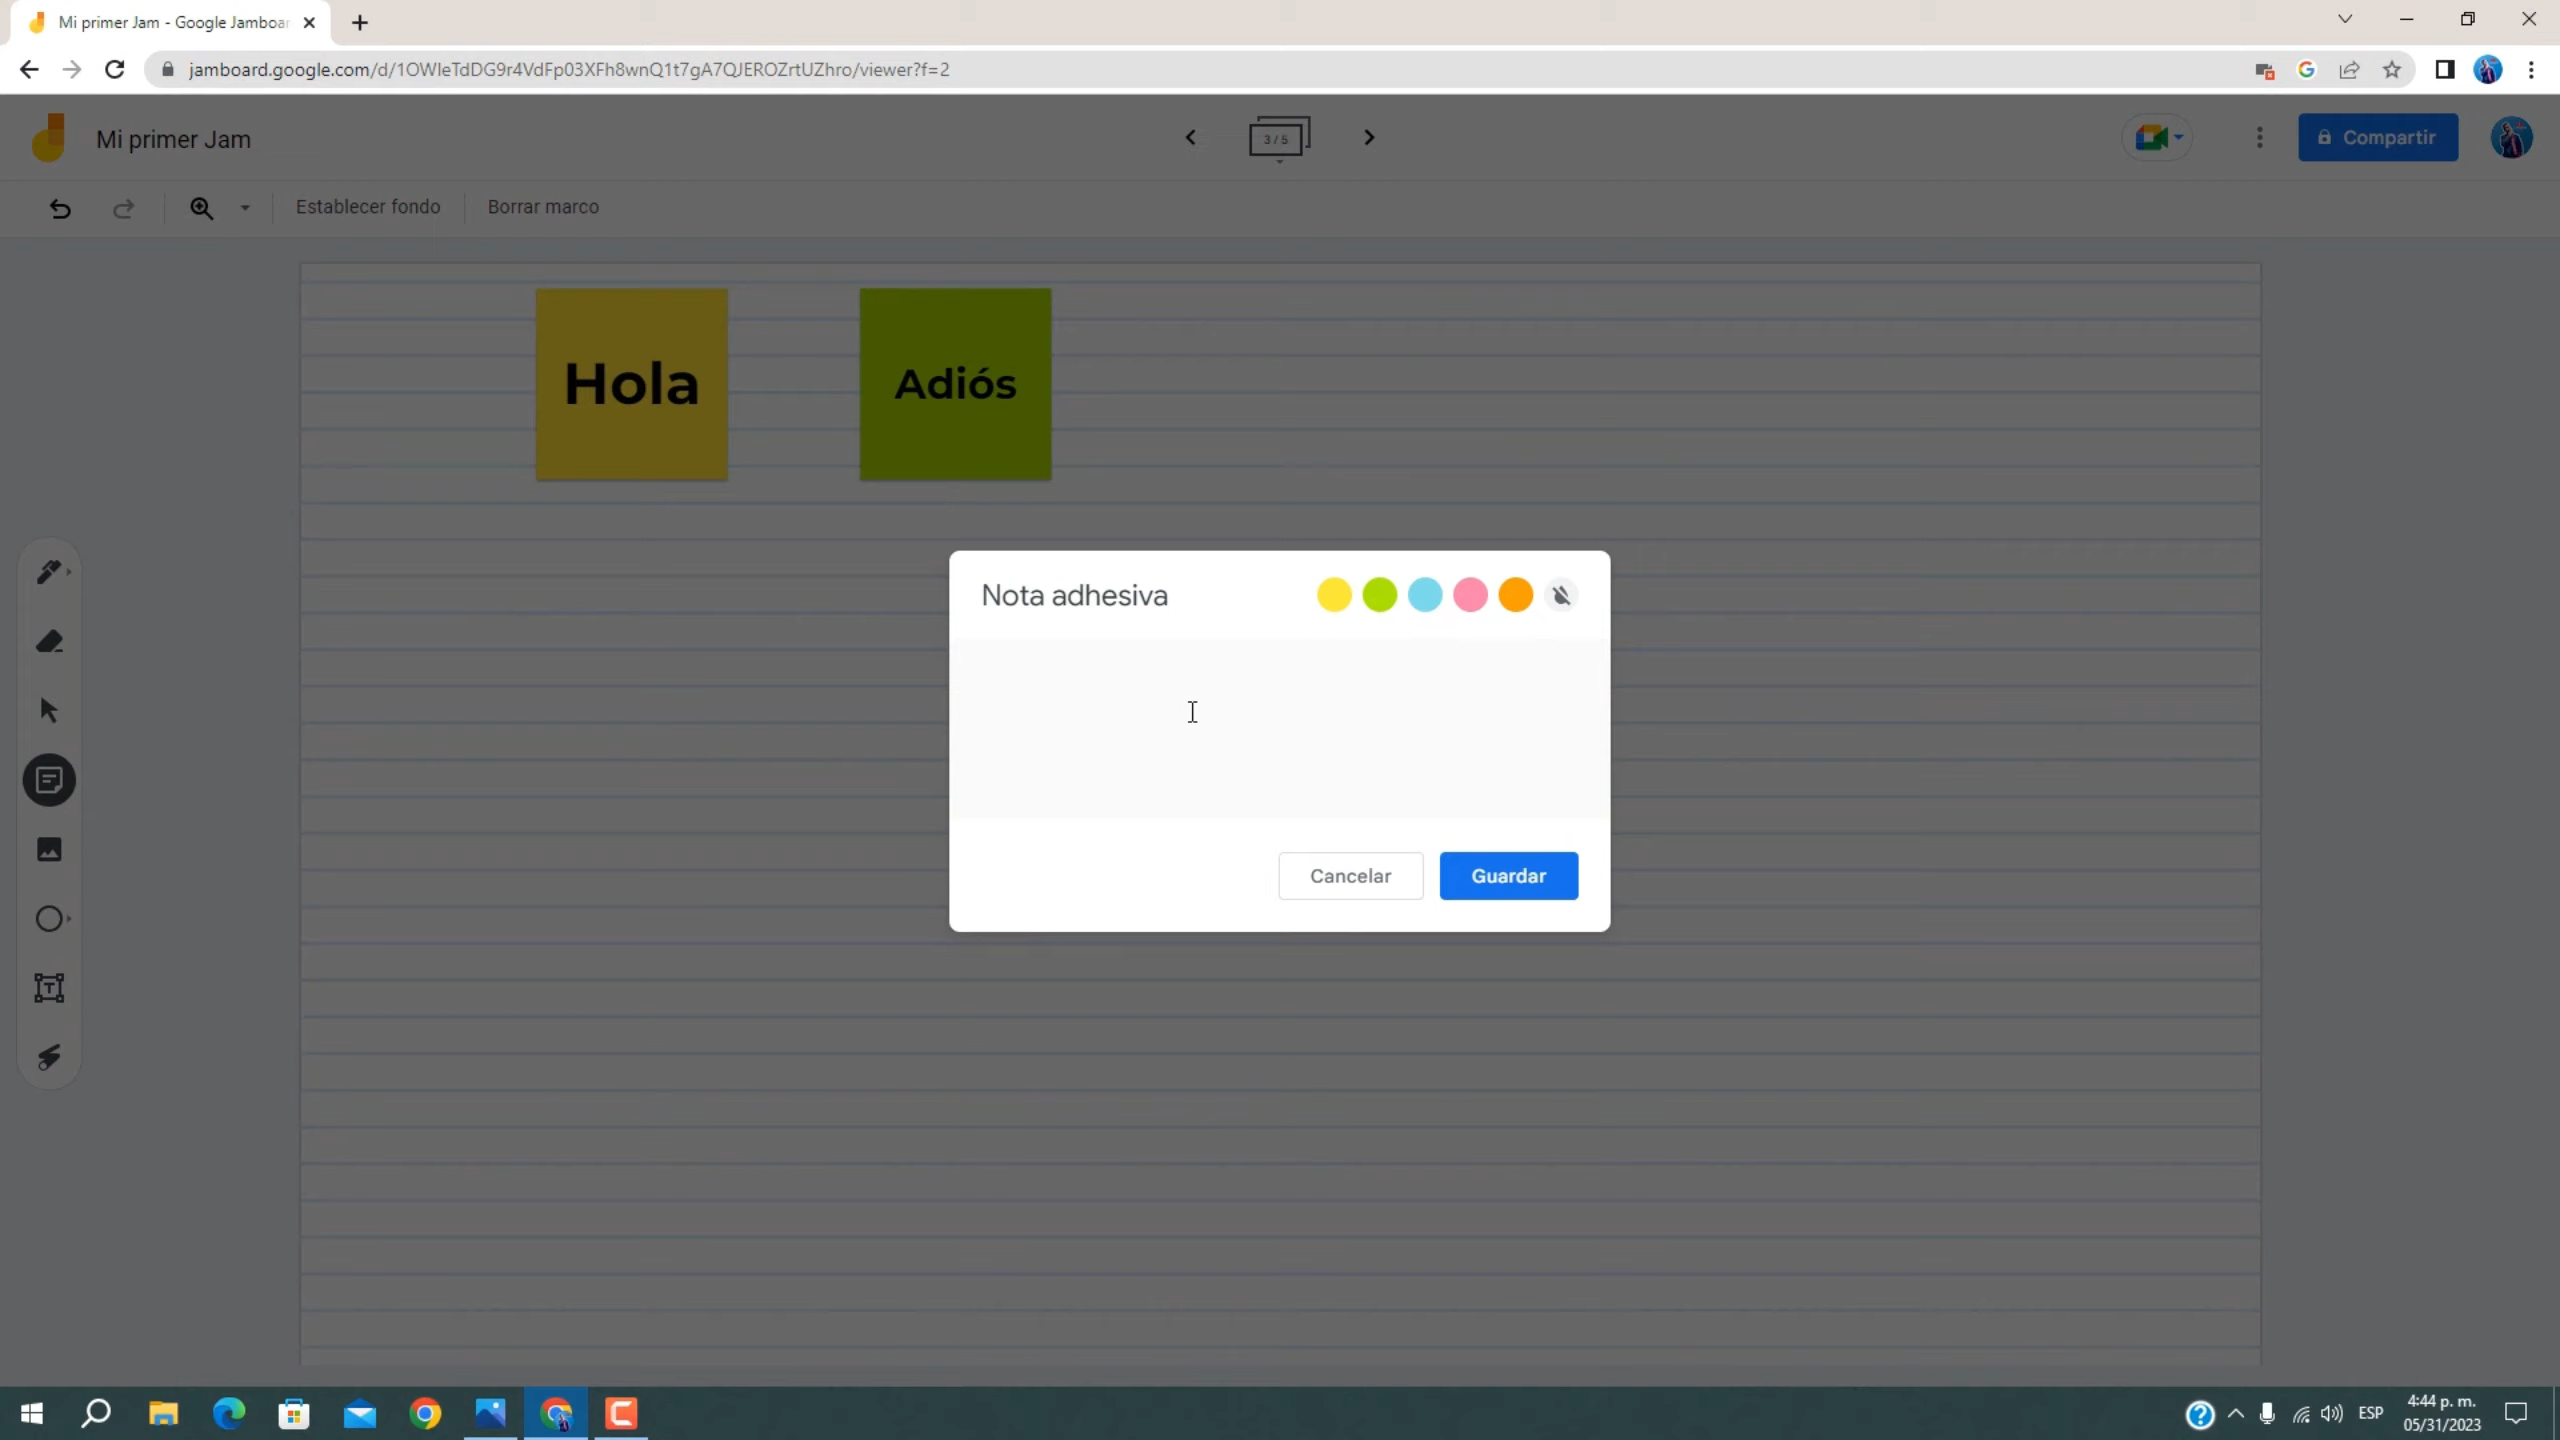 Mi primer Jam - Google Jamboar
jamboard.google.com/d/1OWleTdDG9r4VdFp03XFh8wnQ1t7gA7QJEROZrtUZhro/viewer?f=2
Mi primer Jam
3 / 5
Compartir
Establecer fondo
Borrar marco
Hola
Adiós
Nota adhesiva
Cancelar
Guardar
ESP
4:44 p. m.
05/31/2023